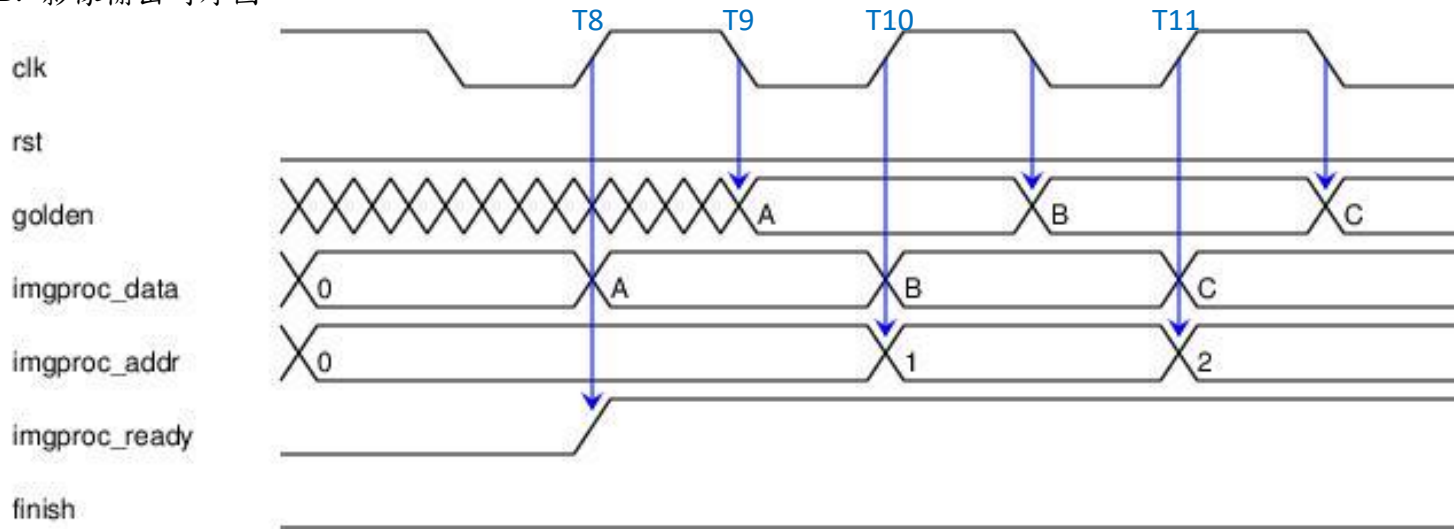 T8 T9 T10 T11
clk
rst
golden A B C
imgproc_data 0 A B C
imgproc_addr 0 1 2
imgproc_ready
finish